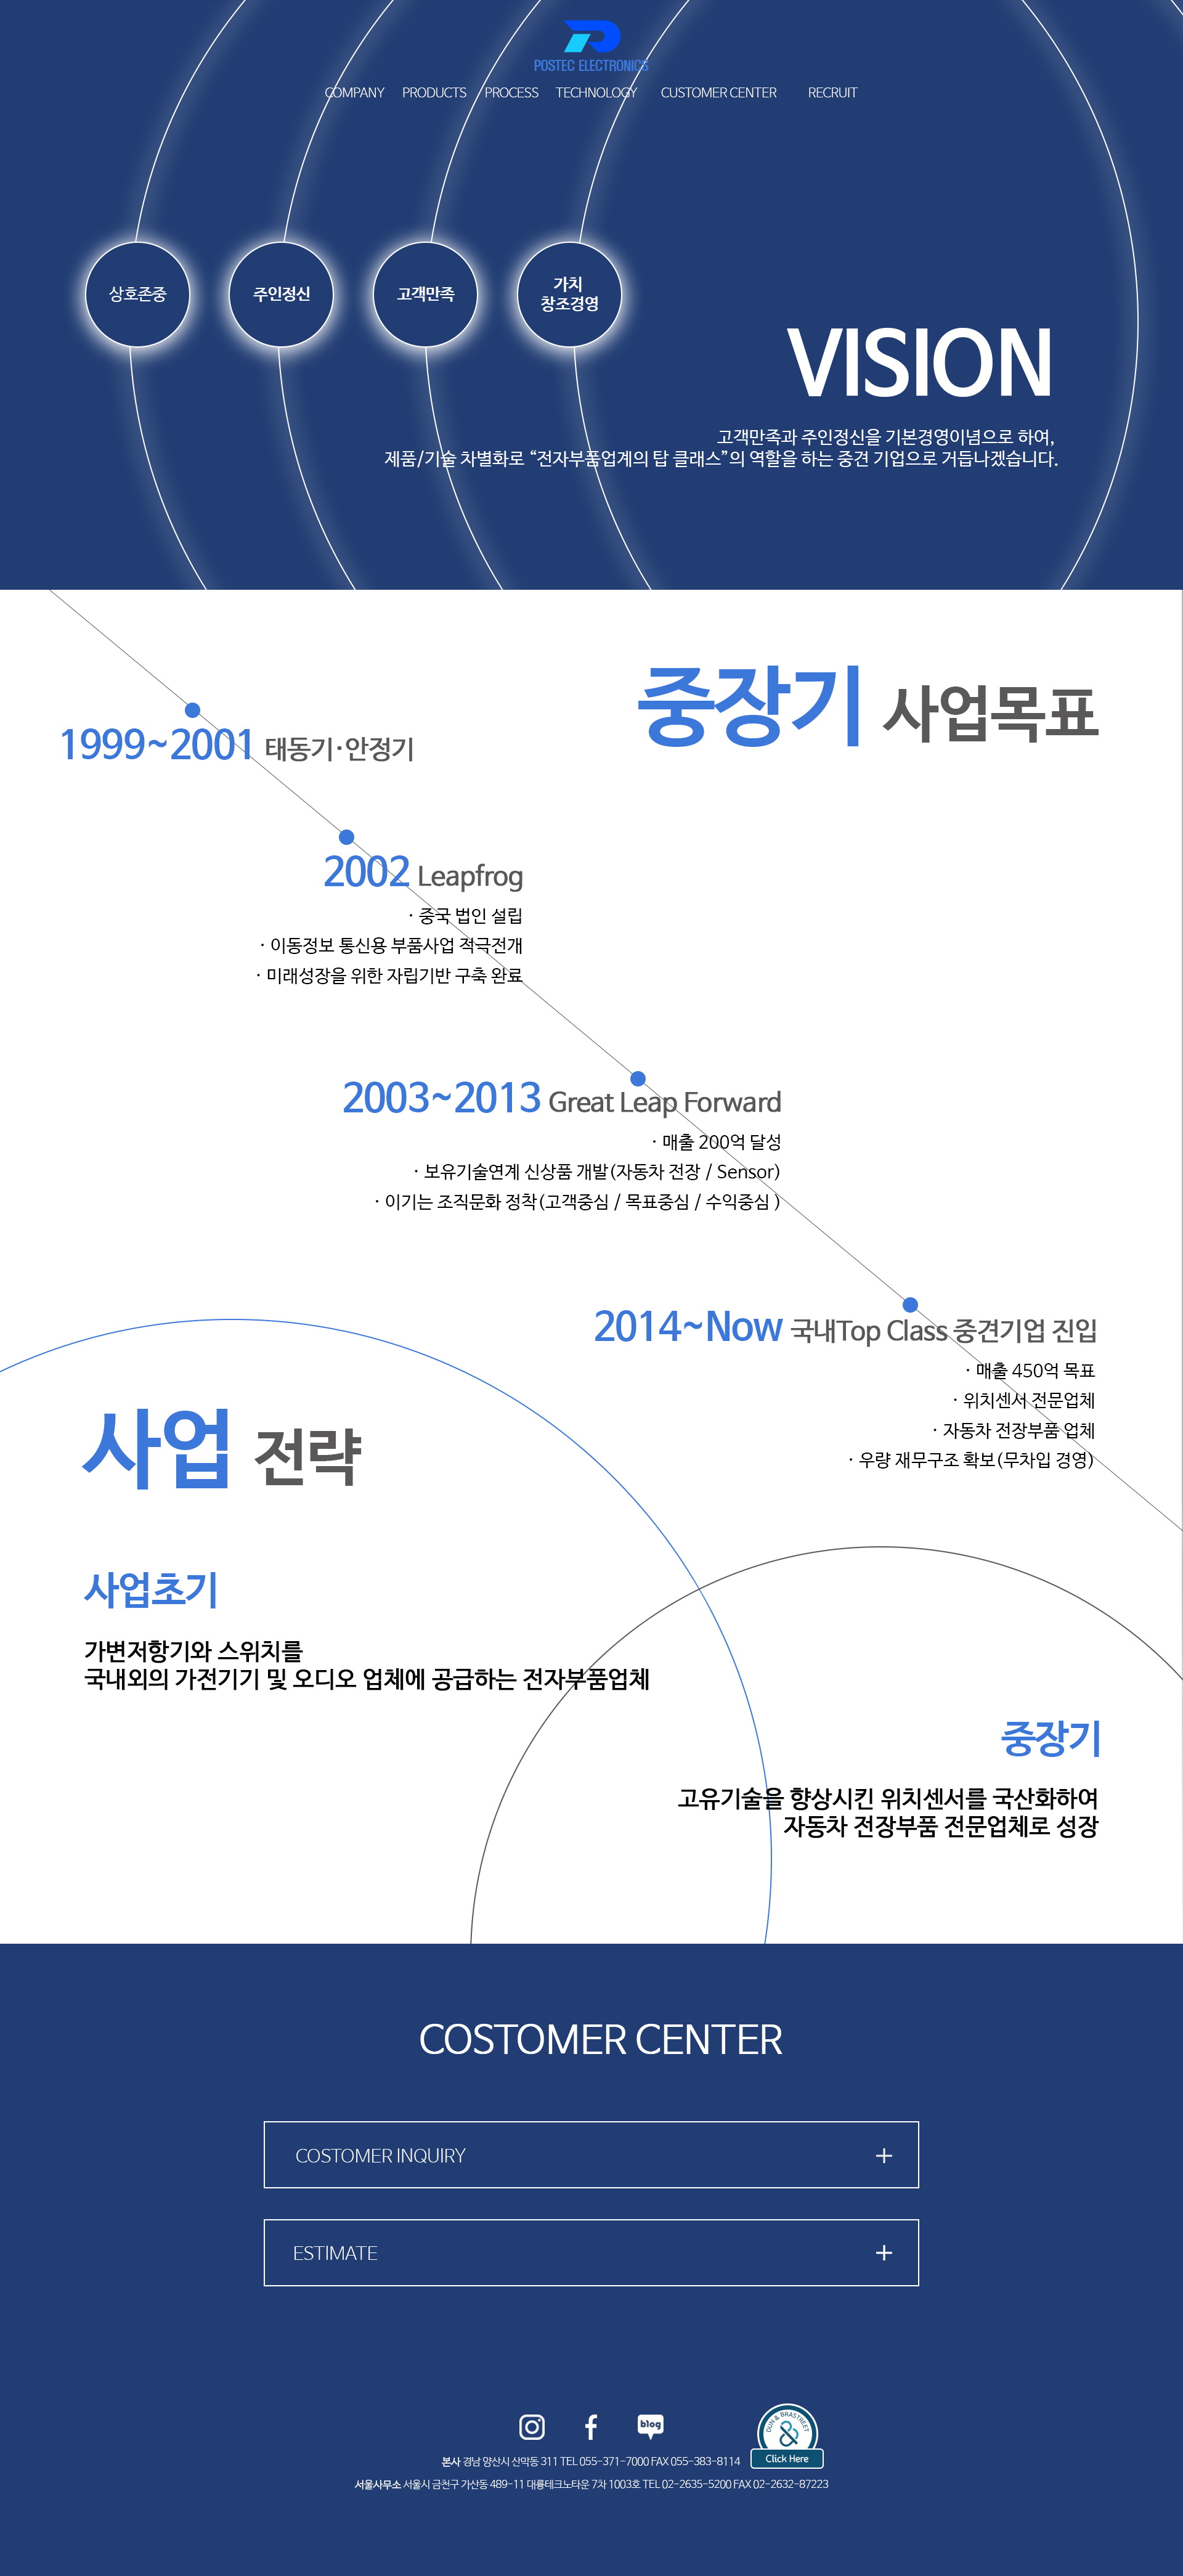 POSTEC ELECTRONICS
COMPANY PRODUCTS PROCESS TECHNOLOGY CUSTOMER CENTER RECRUIT
상호존중
주인정신
고객만족
가치
창조경영
VISION
고객만족과 주인정신을 기본경영이념으로 하여,
제품/기술 차별화로 “전자부품업계의 탑 클래스”의 역할을 하는 중견 기업으로 거듭나겠습니다.
중장기 사업목표
1999~2001 태동기·안정기
2002 Leapfrog
· 중국 법인 설립
· 이동정보 통신용 부품사업 적극전개
· 미래성장을 위한 자립기반 구축 완료
2003~2013 Great Leap Forward
· 매출 200억 달성
· 보유기술연계 신상품 개발(자동차 전장 / Sensor)
· 이기는 조직문화 정착(고객중심 / 목표중심 / 수익중심 )
2014~Now 국내Top Class 중견기업 진입
· 매출 450억 목표
· 위치센서 전문업체
· 자동차 전장부품 업체
· 우량 재무구조 확보(무차입 경영)
사업 전략
사업초기
가변저항기와 스위치를
국내외의 가전기기 및 오디오 업체에 공급하는 전자부품업체
중장기
고유기술을 향상시킨 위치센서를 국산화하여
자동차 전장부품 전문업체로 성장
COSTOMER CENTER
COSTOMER INQUIRY +
ESTIMATE +
blog
DUN & BRADSTREET
Click Here
본사 경남 양산시 산막동 311 TEL 055-371-7000 FAX 055-383-8114
서울사무소 서울시 금천구 가산동 489-11 대륭테크노타운 7차 1003호 TEL 02-2635-5200 FAX 02-2632-87223